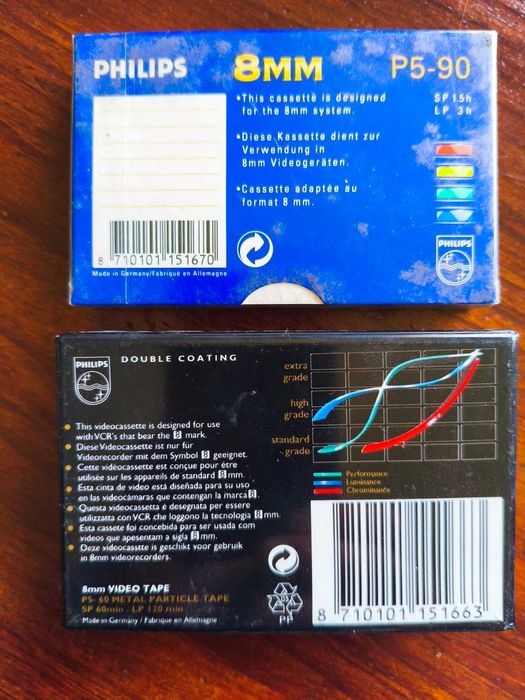 PHILIPS 8MM P5-90
•This cassette is designed
for the 8mm system.
•Diese Kassette dient zur
Verwendung in
8mm Videogeräten.
•Cassette adaptée au
format 8 mm.
SP 1.5h
LP 3h
8 710101 151670
Made in Germany/Fabriqué en Allemagne
PHILIPS
PHILIPS
DOUBLE COATING
extra
grade
high
grade
standard
grade
Performance
Luminance
Chrominance
• This videocassette is designed for use
with VCR's that bear the 8 mark.
• Diese Videocassette ist nur für
Videorecorder mit dem Symbol 8 geeignet.
• Cette vidéocassette est conçue pour être
utilisée sur les appareils de standard 8 mm.
• Esta cinta de video está diseñada para su uso
en las videocámaras que contengan la marca 8.
• Questa videocassetta è designata per essere
utilizzatta con VCR che loggono la tecnologia 8 mm.
• Esta cassete foi concebida para ser usada com
videos que apresentam a sigla 8 mm.
• Deze videocasstte is geschikt voor gebruik
in 8mm videorecorders.
8mm VIDEO TAPE
P5- 60 METAL PARTICLE TAPE
SP 60min . LP 120 min
Made in Germany / Fabriqué en Allemagne
05
PP
8 710101 151663